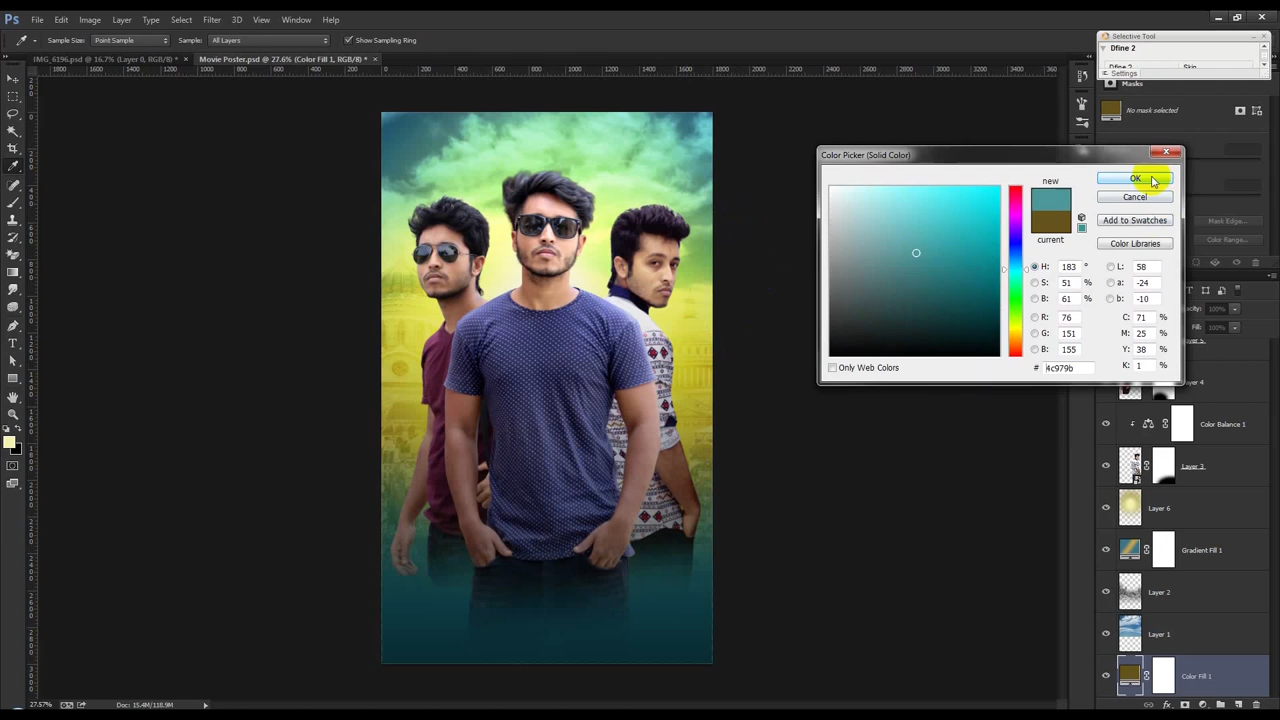 Ps File Edit Image Layer Type Select Filter 3D View Window Help
Sample Size: Point Sample Sample: All Layers Show Sampling Ring
Selective Tool
Dfine 2
Settings
IMG_6196.psd @ 16.7% (Layer 0, RGB/8) * × Movie Poster.psd @ 27.6% (Color Fill 1, RGB/8) * ×
Masks
No mask selected
Mask Edge...
Color Range...
Color Picker (Solid Color)
new
current
OK
Cancel
Add to Swatches
Color Libraries
H: 183 °
S: 51 %
B: 61 %
R: 76
G: 151
B: 155
# 4c979b
L: 58
a: -24
b: -10
C: 71 %
M: 25 %
Y: 38 %
K: 1 %
Only Web Colors
100%
Fill: 100%
Layer 4
Color Balance 1
Layer 3
Layer 6
Gradient Fill 1
Layer 2
Layer 1
Color Fill 1
27.57% Doc: 15.4M/118.9M